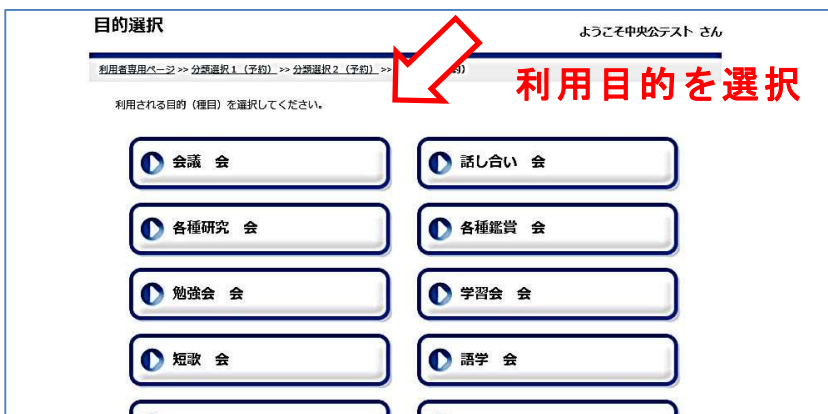 目的選択
ようこそ中央公テスト さん
利用者専用ページ >> 分類選択1（予約） >> 分類選択2（予約） >>
利用目的を選択
利用される目的（種目）を選択してください。
会議　会
話し合い　会
各種研究　会
各種鑑賞　会
勉強会　会
学習会　会
短歌　会
語学　会